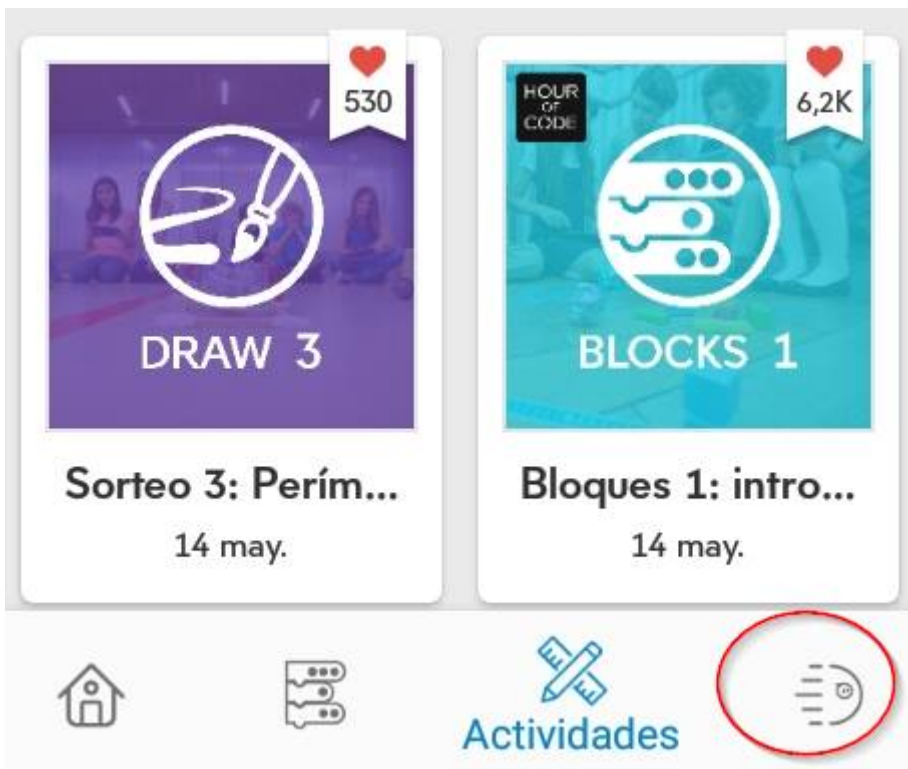 530
DRAW 3
Sorteo 3: Perím...
14 may.
HOUR
OF
CODE
6,2K
BLOCKS 1
Bloques 1: intro...
14 may.
Actividades